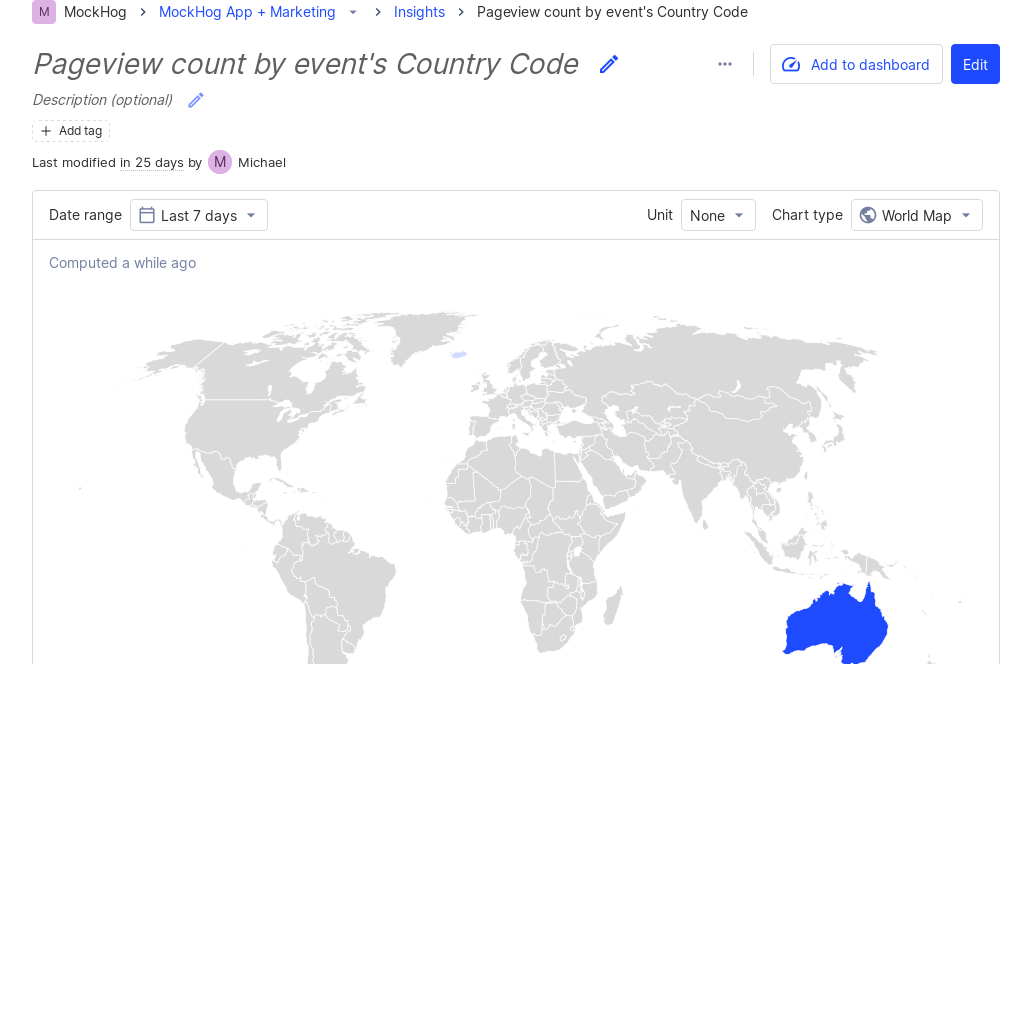 M MockHog MockHog App + Marketing Insights Pageview count by event's Country Code
Pageview count by event's Country Code
Add to dashboard
Edit
Description (optional)
Add tag
Last modified in 25 days by M Michael
Date range Last 7 days Unit None Chart type World Map
Computed a while ago